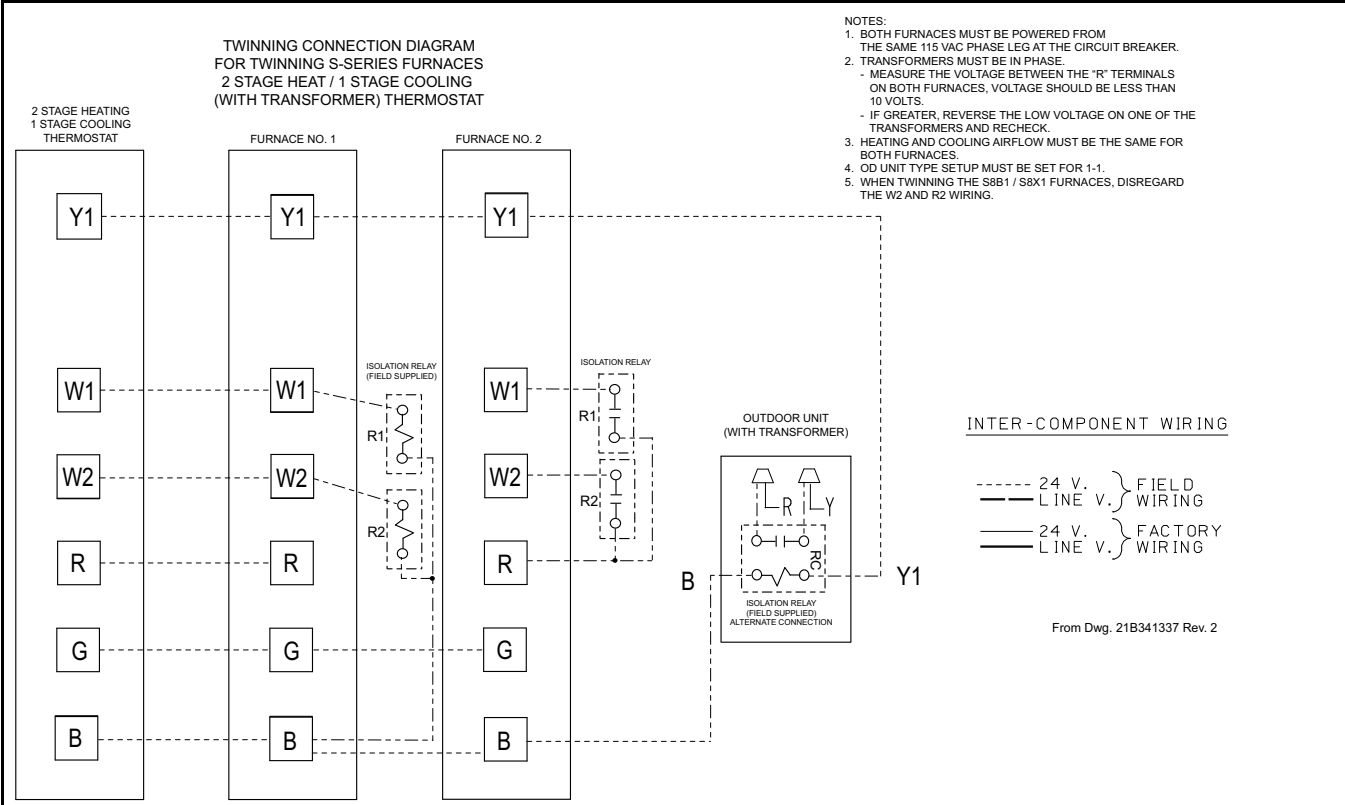 TWINNING CONNECTION DIAGRAM
FOR TWINNING S-SERIES FURNACES
2 STAGE HEAT / 1 STAGE COOLING
(WITH TRANSFORMER) THERMOSTAT
NOTES:
1. BOTH FURNACES MUST BE POWERED FROM
THE SAME 115 VAC PHASE LEG AT THE CIRCUIT BREAKER.
2. TRANSFORMERS MUST BE IN PHASE.
- MEASURE THE VOLTAGE BETWEEN THE “R” TERMINALS
ON BOTH FURNACES, VOLTAGE SHOULD BE LESS THAN
10 VOLTS.
- IF GREATER, REVERSE THE LOW VOLTAGE ON ONE OF THE
TRANSFORMERS AND RECHECK.
3. HEATING AND COOLING AIRFLOW MUST BE THE SAME FOR
BOTH FURNACES.
4. OD UNIT TYPE SETUP MUST BE SET FOR 1-1.
5. WHEN TWINNING THE S8B1 / S8X1 FURNACES, DISREGARD
THE W2 AND R2 WIRING.
2 STAGE HEATING
1 STAGE COOLING
THERMOSTAT
Y1
W1
W2
R
G
B
FURNACE NO. 1
Y1
W1
W2
R
G
B
ISOLATION RELAY
(FIELD SUPPLIED)
R1
R2
FURNACE NO. 2
Y1
W1
W2
R
G
B
ISOLATION RELAY
R1
R2
OUTDOOR UNIT
(WITH TRANSFORMER)
R
Y
RC
B
Y1
ISOLATION RELAY
(FIELD SUPPLIED)
ALTERNATE CONNECTION
INTER-COMPONENT WIRING
24 V.
LINE V.
FIELD
WIRING
24 V.
LINE V.
FACTORY
WIRING
From Dwg. 21B341337 Rev. 2